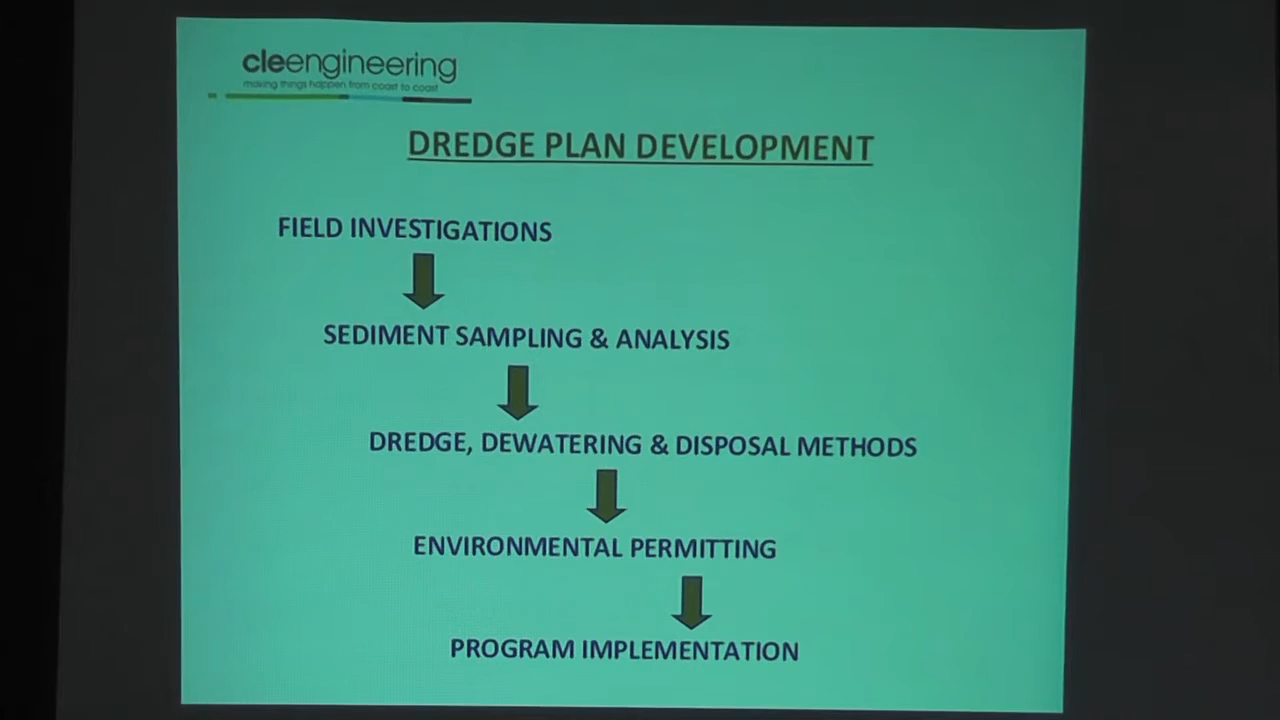 cleengineering
making things happen from coast to coast
DREDGE PLAN DEVELOPMENT
FIELD INVESTIGATIONS
SEDIMENT SAMPLING & ANALYSIS
DREDGE, DEWATERING & DISPOSAL METHODS
ENVIRONMENTAL PERMITTING
PROGRAM IMPLEMENTATION